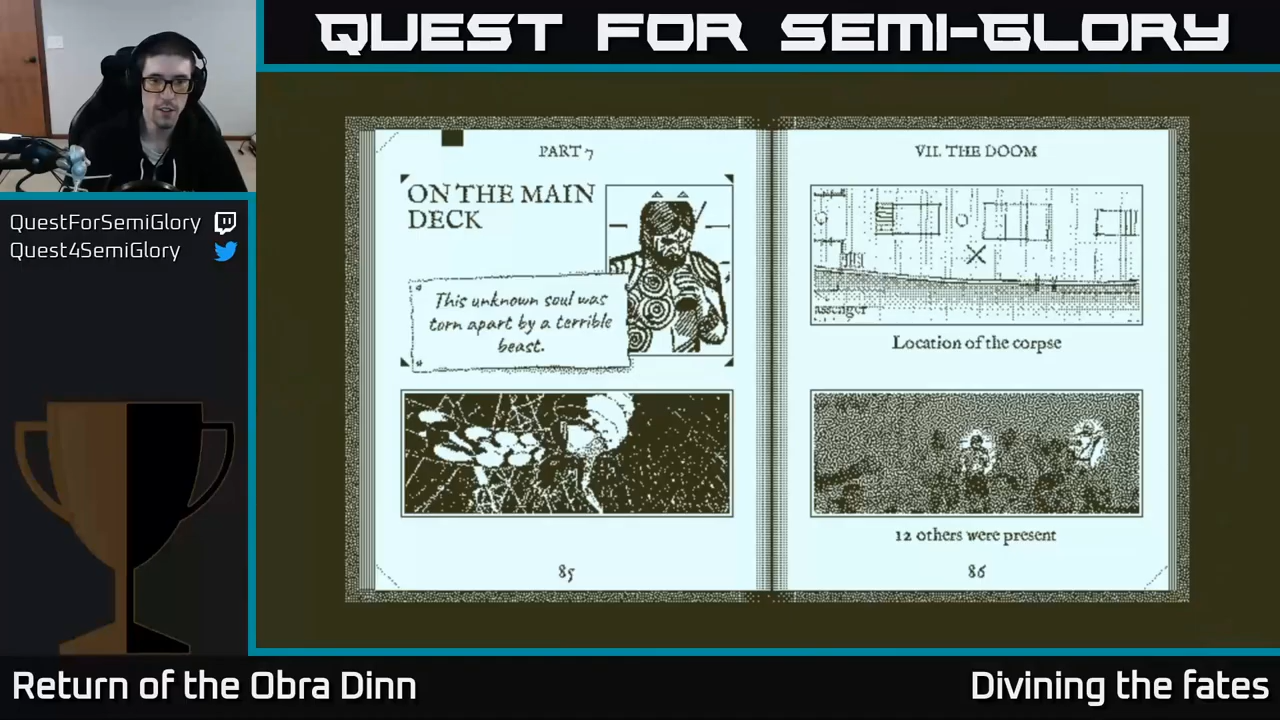 QUEST FOR SEMI-GLORY
QuestForSemiGlory
Quest4SemiGlory
PART 7
ON THE MAIN
DECK
This unknown soul was
torn apart by a terrible
beast.
85
VII. THE DOOM
assenger
Location of the corpse
12 others were present
86
Return of the Obra Dinn
Divining the fates